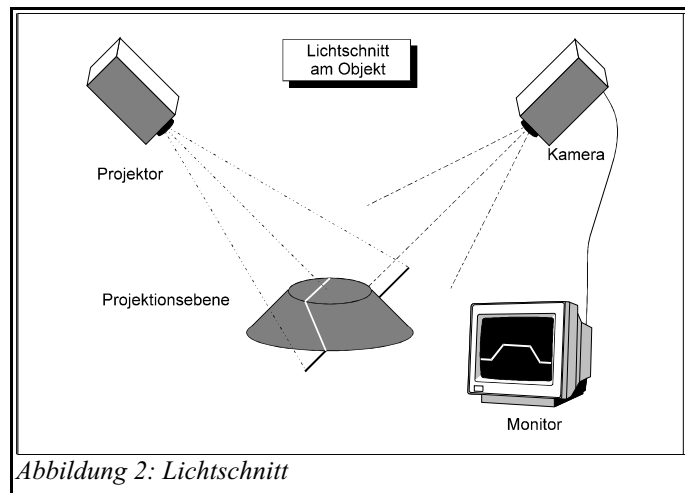 Lichtschnitt
am Objekt
Projektor
Kamera
Projektionsebene
Monitor
Abbildung 2: Lichtschnitt